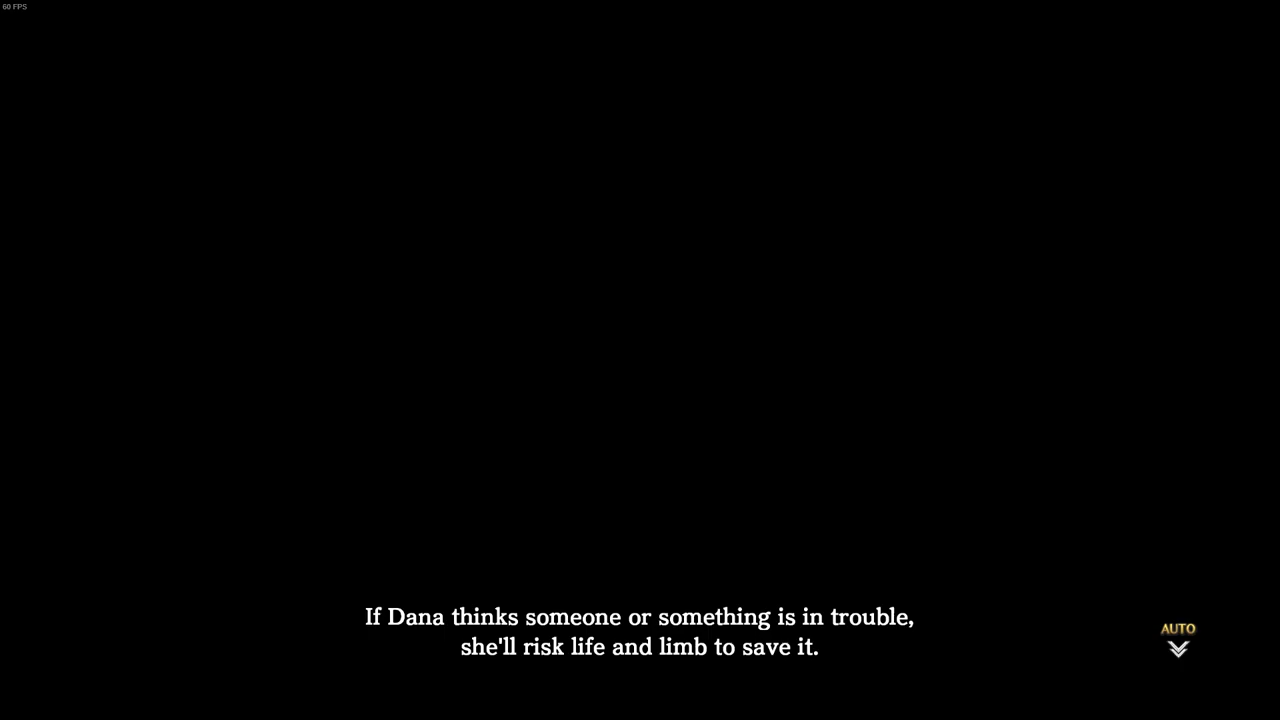 60 FPS
If Dana thinks someone or something is in trouble,
she'll risk life and limb to save it.
AUTO